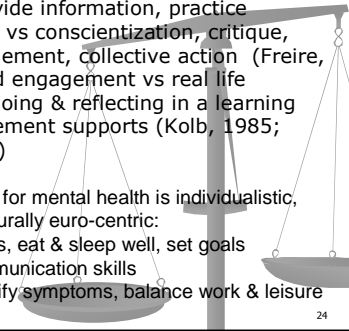 vide information, practice
vs conscientization, critique,
ement, collective action (Freire,
d engagement vs real life
oing & reflecting in a learning
ement supports (Kolb, 1985;
)
for mental health is individualistic,
urally euro-centric:
s, eat & sleep well, set goals
munication skills
ify symptoms, balance work & leisure
24